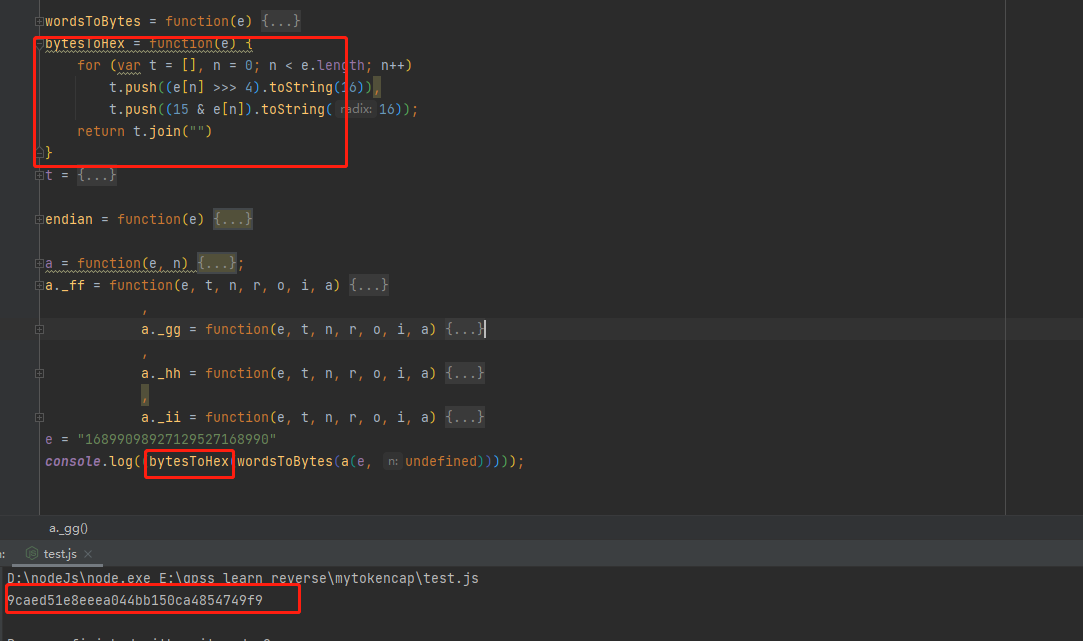 wordsToBytes = function(e) {...}
bytesToHex = function(e) {
for (var t = [], n = 0; n < e.length; n++)
t.push((e[n] >>> 4).toString(16)),
t.push((15 & e[n]).toString( radix: 16));
return t.join("")
}
t = {...}
endian = function(e) {...}
a = function(e, n) {...};
a._ff = function(e, t, n, r, o, i, a) {...}
,
a._gg = function(e, t, n, r, o, i, a) {...}
,
a._hh = function(e, t, n, r, o, i, a) {...}
,
a._ii = function(e, t, n, r, o, i, a) {...}
e = "16899098927129527168990"
console.log((bytesToHex(wordsToBytes(a(e, n: undefined)))));
a._gg()
test.js
D:\nodeJs\node.exe E:\gpss_learn_reverse\mytokencap\test.js
9caed51e8eeea044bb150ca4854749f9